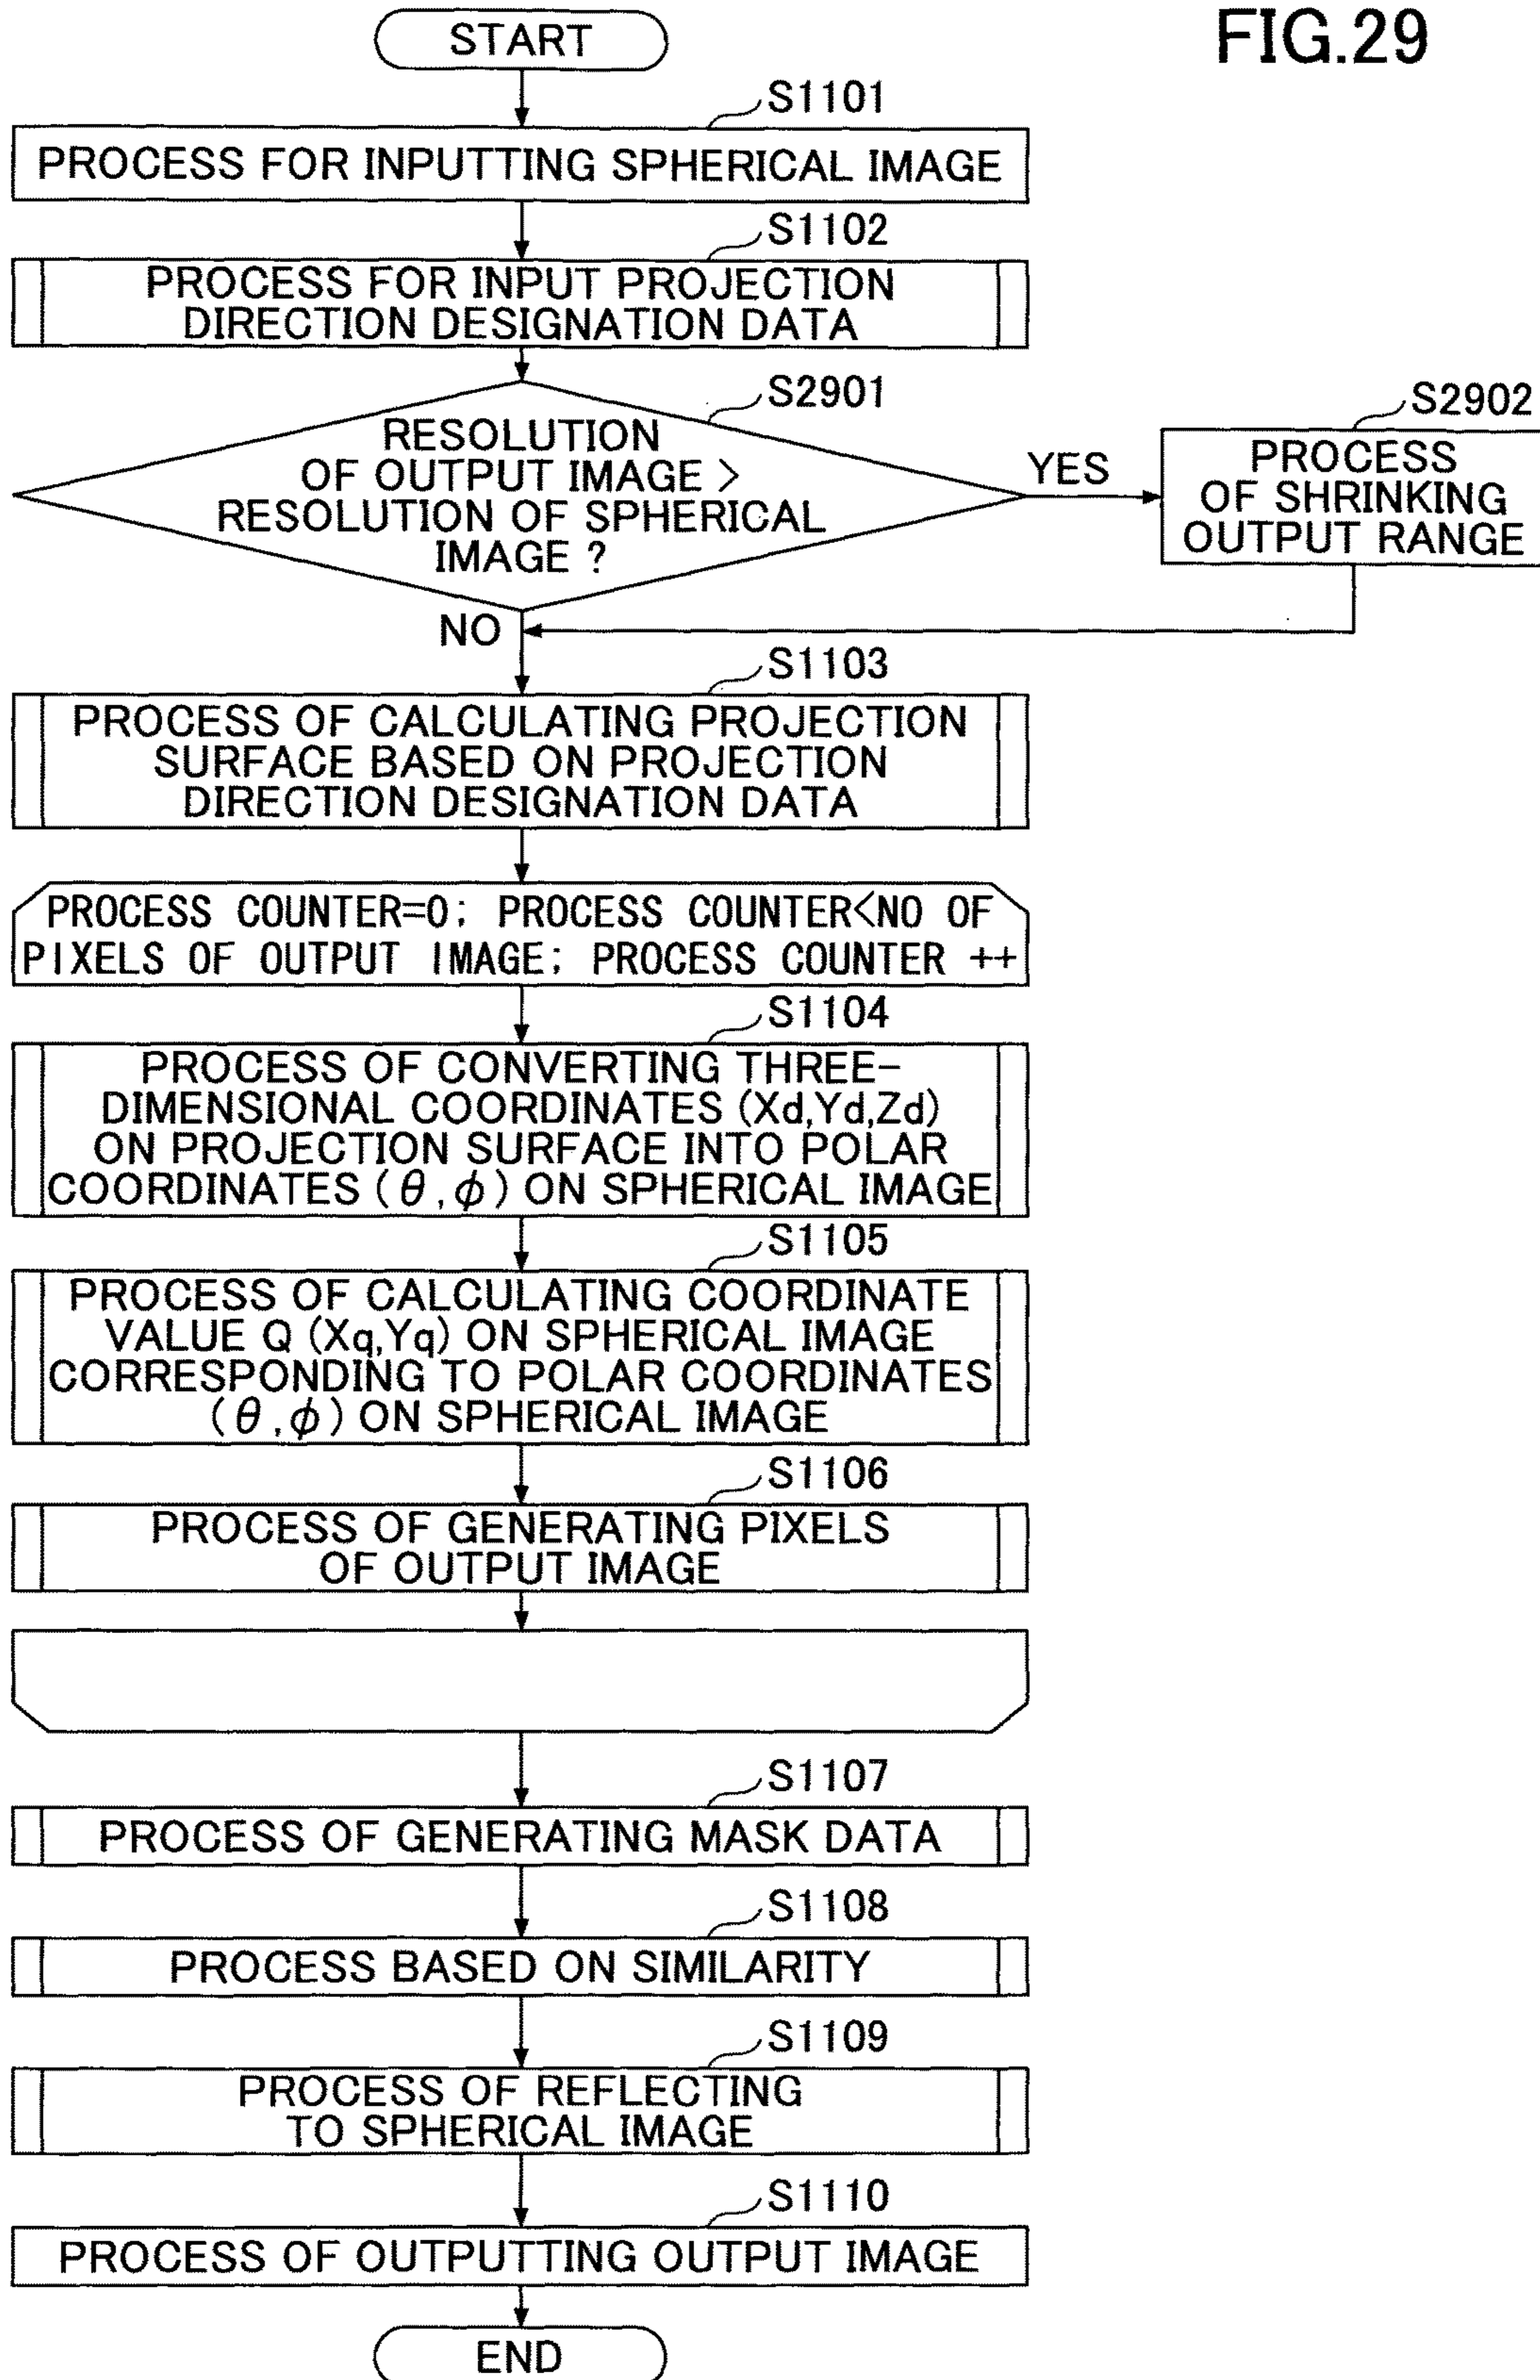 FIG.29
START
S1101
PROCESS FOR INPUTTING SPHERICAL IMAGE
S1102
PROCESS FOR INPUT PROJECTION
DIRECTION DESIGNATION DATA
S2901
RESOLUTION
OF OUTPUT IMAGE >
RESOLUTION OF SPHERICAL
IMAGE ?
YES
S2902
PROCESS
OF SHRINKING
OUTPUT RANGE
NO
S1103
PROCESS OF CALCULATING PROJECTION
SURFACE BASED ON PROJECTION
DIRECTION DESIGNATION DATA
PROCESS COUNTER=0; PROCESS COUNTER<NO OF
PIXELS OF OUTPUT IMAGE; PROCESS COUNTER ++
S1104
PROCESS OF CONVERTING THREE-
DIMENSIONAL COORDINATES (Xd,Yd,Zd)
ON PROJECTION SURFACE INTO POLAR
COORDINATES (θ,φ) ON SPHERICAL IMAGE
S1105
PROCESS OF CALCULATING COORDINATE
VALUE Q (Xq,Yq) ON SPHERICAL IMAGE
CORRESPONDING TO POLAR COORDINATES
(θ,φ) ON SPHERICAL IMAGE
S1106
PROCESS OF GENERATING PIXELS
OF OUTPUT IMAGE
S1107
PROCESS OF GENERATING MASK DATA
S1108
PROCESS BASED ON SIMILARITY
S1109
PROCESS OF REFLECTING
TO SPHERICAL IMAGE
S1110
PROCESS OF OUTPUTTING OUTPUT IMAGE
END